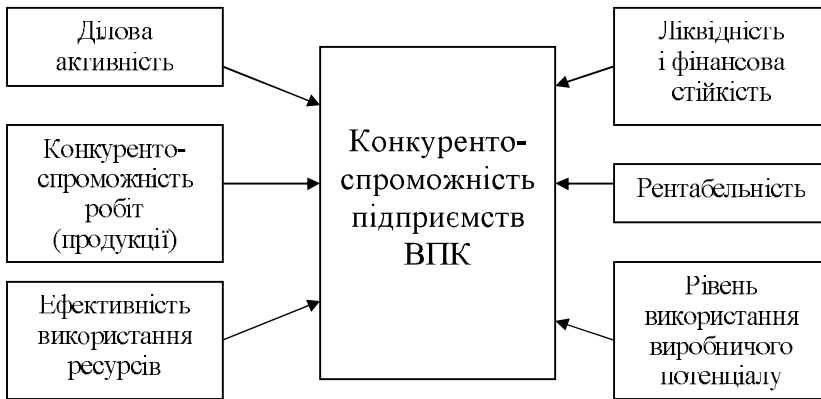 Ділова
активність
Конкуренто-
спроможність
робіт
(продукції)
Ефективність
використання
ресурсів
Конкуренто-
спроможність
підприємств
ВПК
Ліквідність
і фінансова
стійкість
Рентабельність
Рівень
використання
виробничого
потенціалу